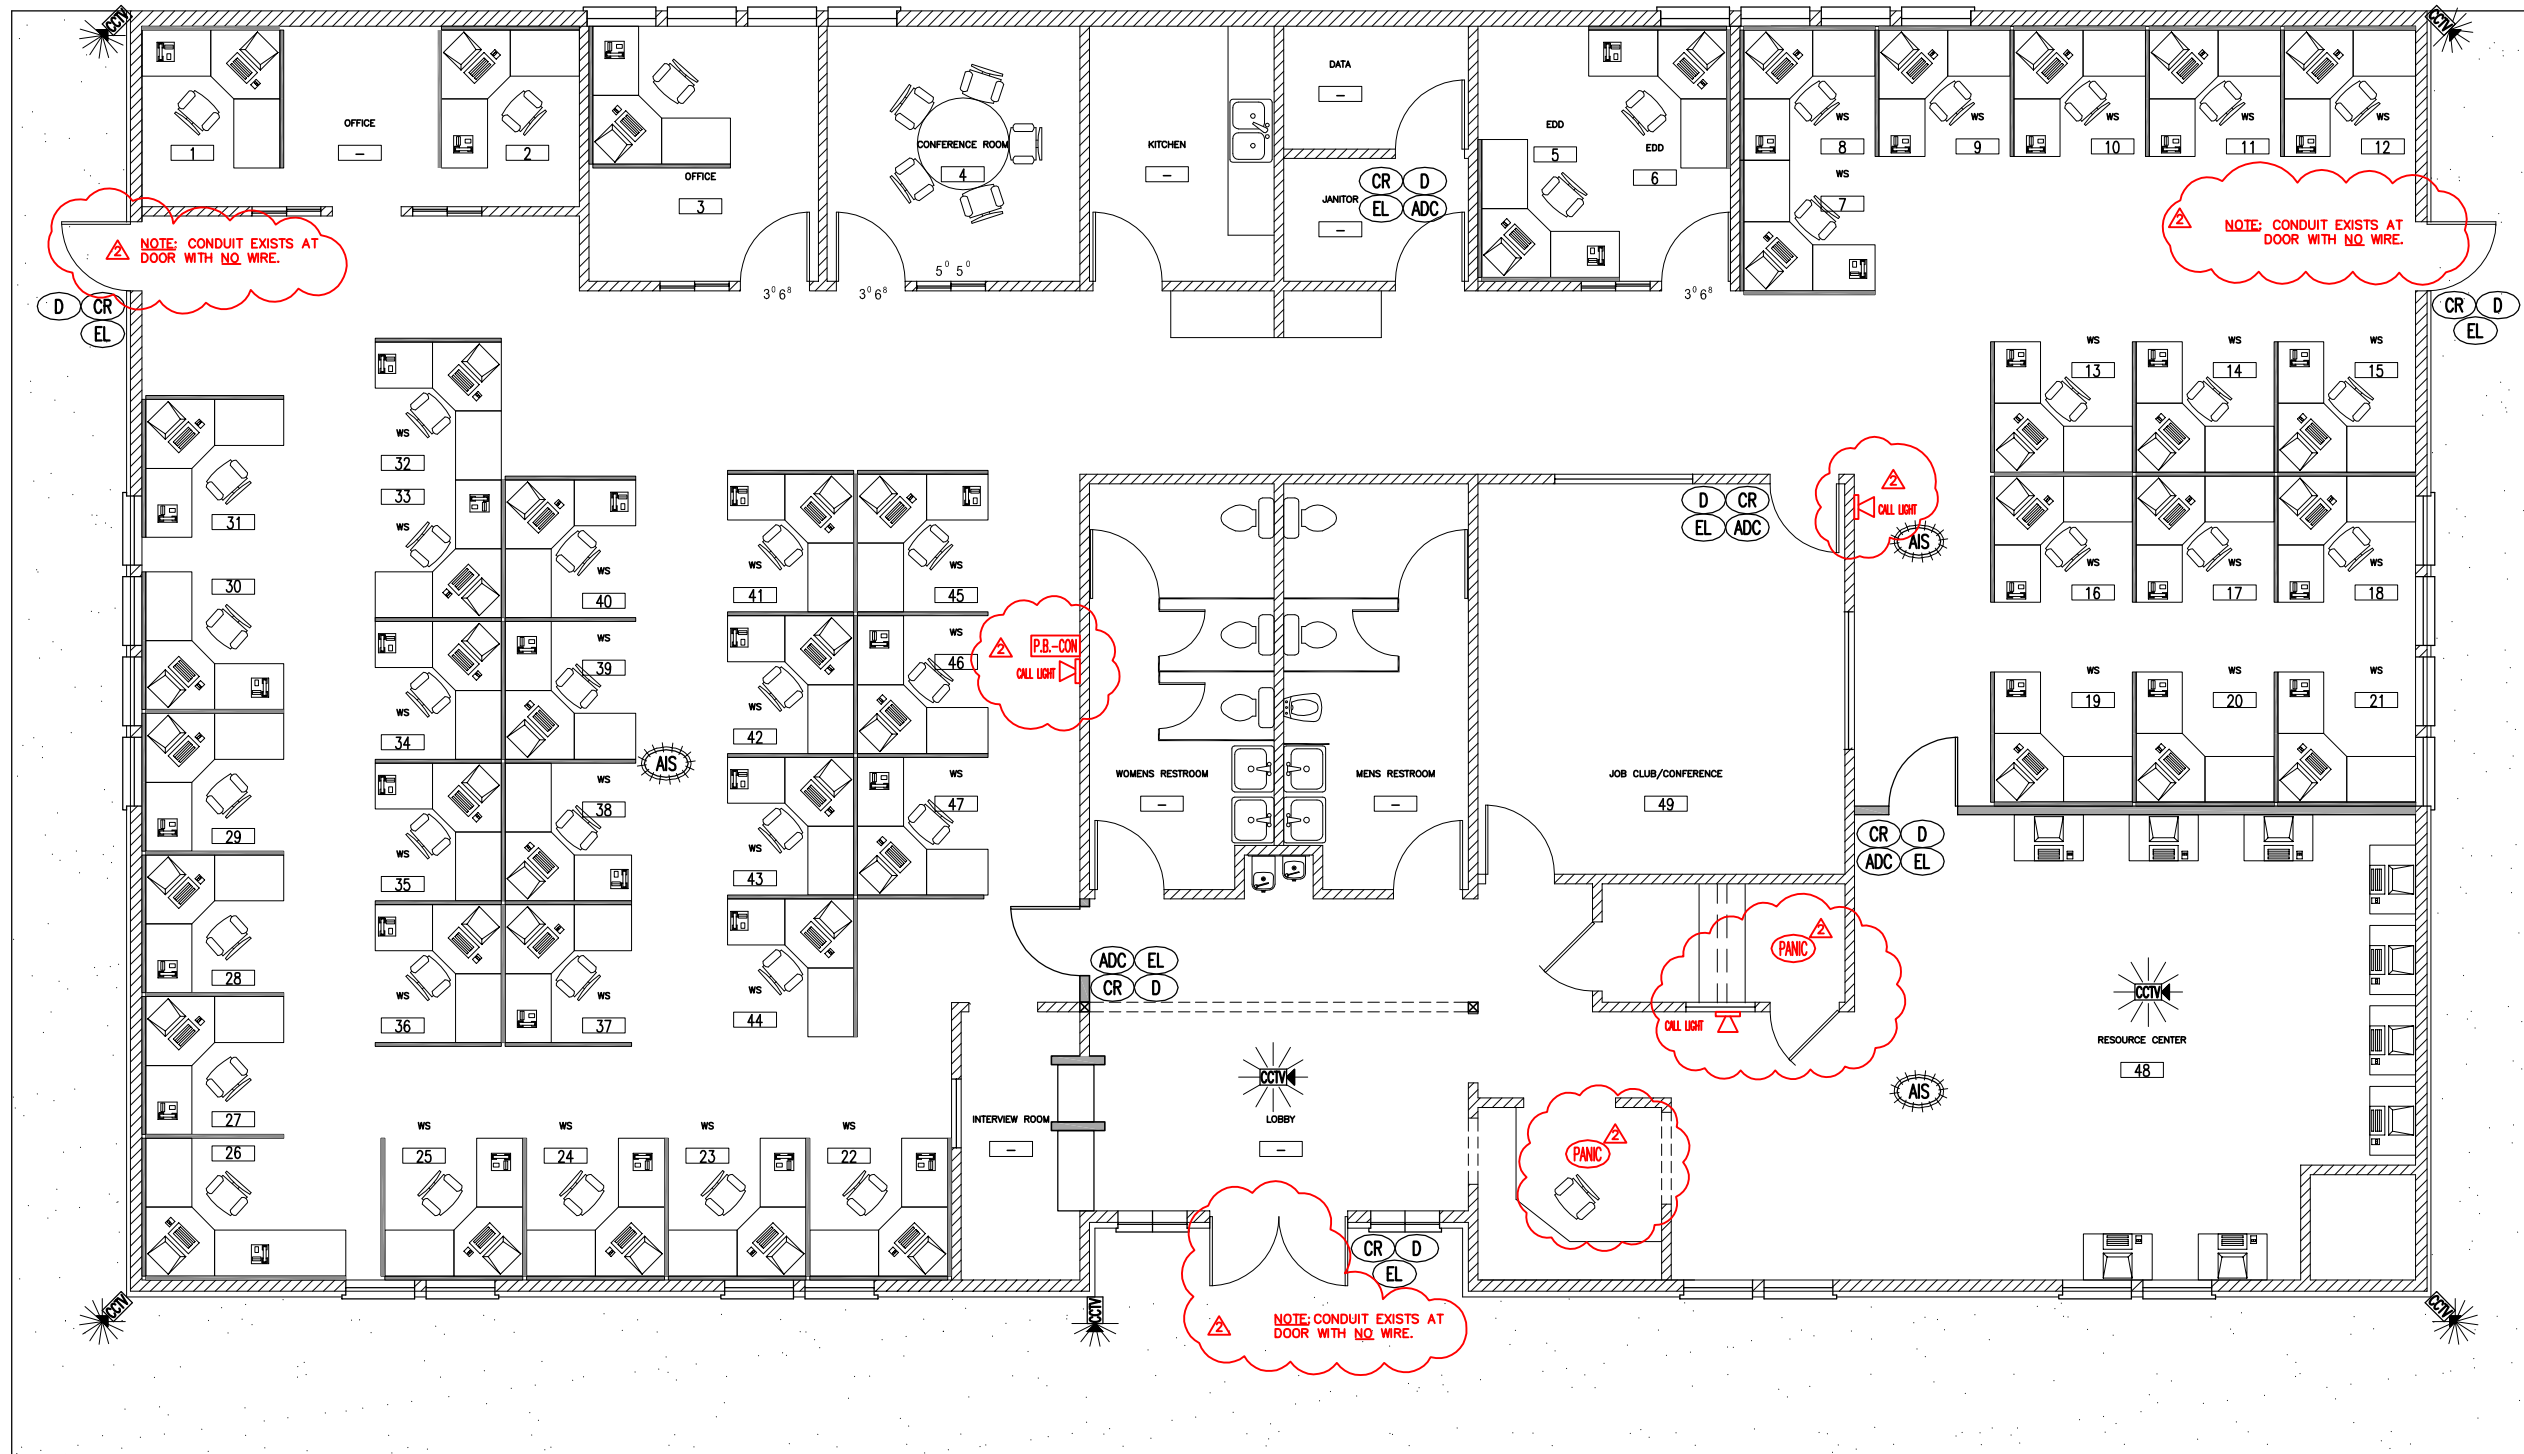 CCTV
CCTV
OFFICE
1
–
2
OFFICE
3
CONFERENCE ROOM
4
KITCHEN
–
DATA
–
JANITOR
–
CR D
EL ADC
EDD
5
EDD
6
WS
8
WS
9
WS
10
WS
11
WS
12
WS
7
2 NOTE: CONDUIT EXISTS AT
DOOR WITH NO WIRE.
2 NOTE: CONDUIT EXISTS AT
DOOR WITH NO WIRE.
D CR
EL
3⁰ 6⁸
3⁰ 6⁸
5⁰ 5⁰
3⁰ 6⁸
CR D
EL
WS
13
WS
14
WS
15
WS
32
33
WS
31
30
WS
40
WS
39
WS
34
WS
38
WS
35
WS
36
WS
37
AIS
29
28
27
26
WS
41
WS
45
WS
46
WS
42
WS
47
WS
43
WS
44
2 P.B.-CON
CALL LIGHT
D CR
EL ADC
2
CALL LIGHT
AIS
WS
16
WS
17
WS
18
WS
19
WS
20
WS
21
WOMENS RESTROOM
–
MENS RESTROOM
–
JOB CLUB/CONFERENCE
49
CR D
ADC EL
ADC EL
CR D
PANIC 2
CALL LIGHT
CCTV
RESOURCE CENTER
48
AIS
CCTV
LOBBY
–
INTERVIEW ROOM
–
PANIC 2
WS
25
WS
24
WS
23
WS
22
CR D
EL
CCTV
CCTV
2 NOTE: CONDUIT EXISTS AT
DOOR WITH NO WIRE.
CCTV